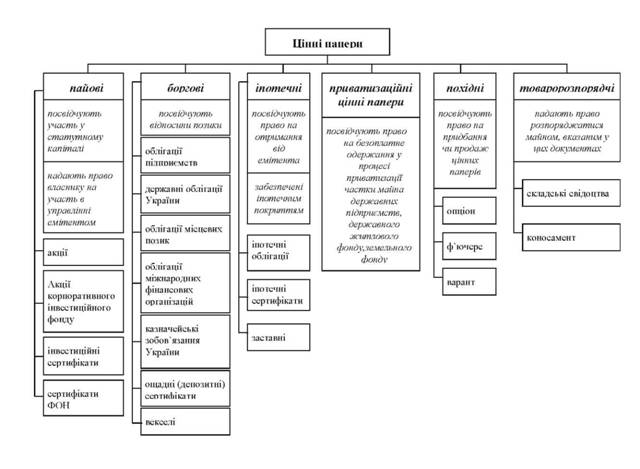 Цінні папери
пайові
посвідчують
участь у
статутному
капіталі
надають право
власнику на
участь в
управлінні
емітентом
акції
Акції
корпоративного
інвестиційного
фонду
інвестиційні
сертифікати
сертифікати
ФОН
боргові
посвідчують
відносини позики
облігації
підприємств
державні облігації
України
облігації місцевих
позик
облігації
міжнародних
фінансових
організацій
казначейські
зобов`язання
України
ощадні (депозитні)
сертифікати
векселі
іпотечні
посвідчують
право на
отримання
від
емітента
забезпечені
іпотечним
покриттям
іпотечні
облігації
іпотечні
сертифікати
заставні
приватизаційні
цінні папери
посвідчують право
на безоплатне
одержання у
процесі
приватизації
частки майна
державних
підприємств,
державного
житлового
фонду,земельного
фонду
похідні
посвідчують
право на
придбання
чи продаж
цінних
паперів
опціон
ф`ючерс
варант
товаророзпорядчі
надають право
розпоряджатися
майном, вказаним у
цих документах
складські свідоцтва
коносамент